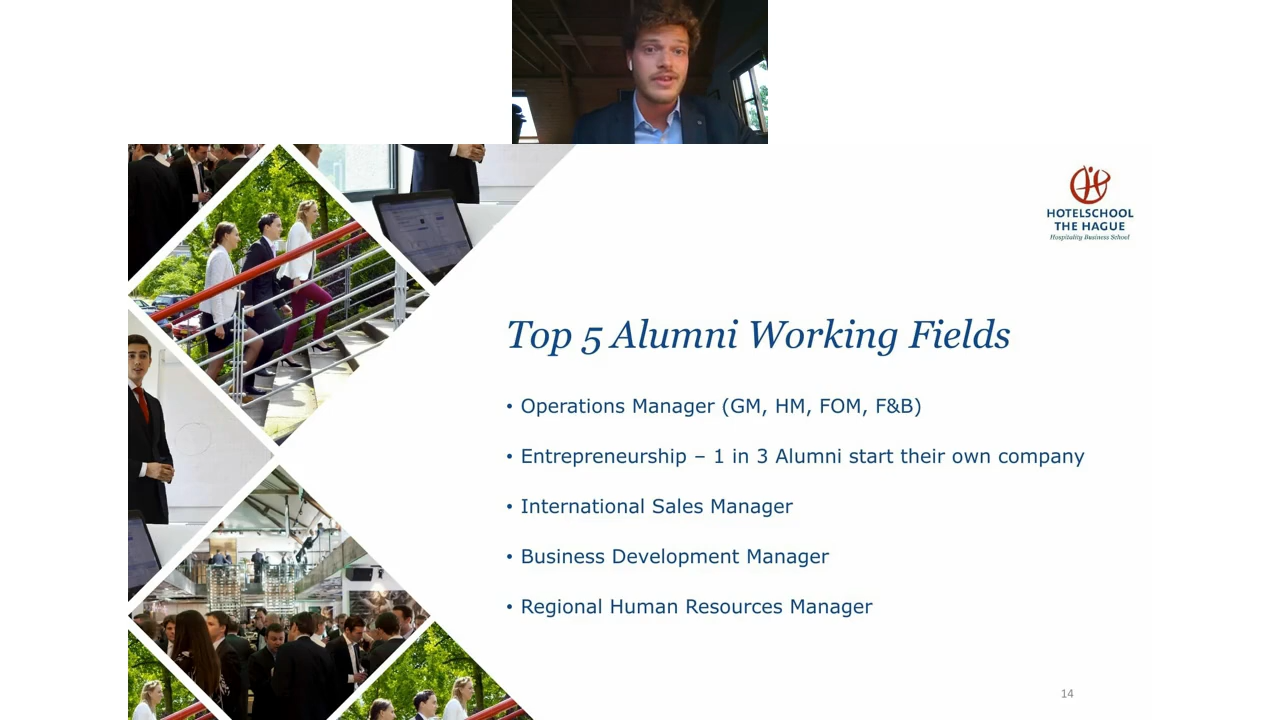 HOTELSCHOOL
THE HAGUE
Hospitality Business School
Top 5 Alumni Working Fields
• Operations Manager (GM, HM, FOM, F&B)
• Entrepreneurship – 1 in 3 Alumni start their own company
• International Sales Manager
• Business Development Manager
• Regional Human Resources Manager
14